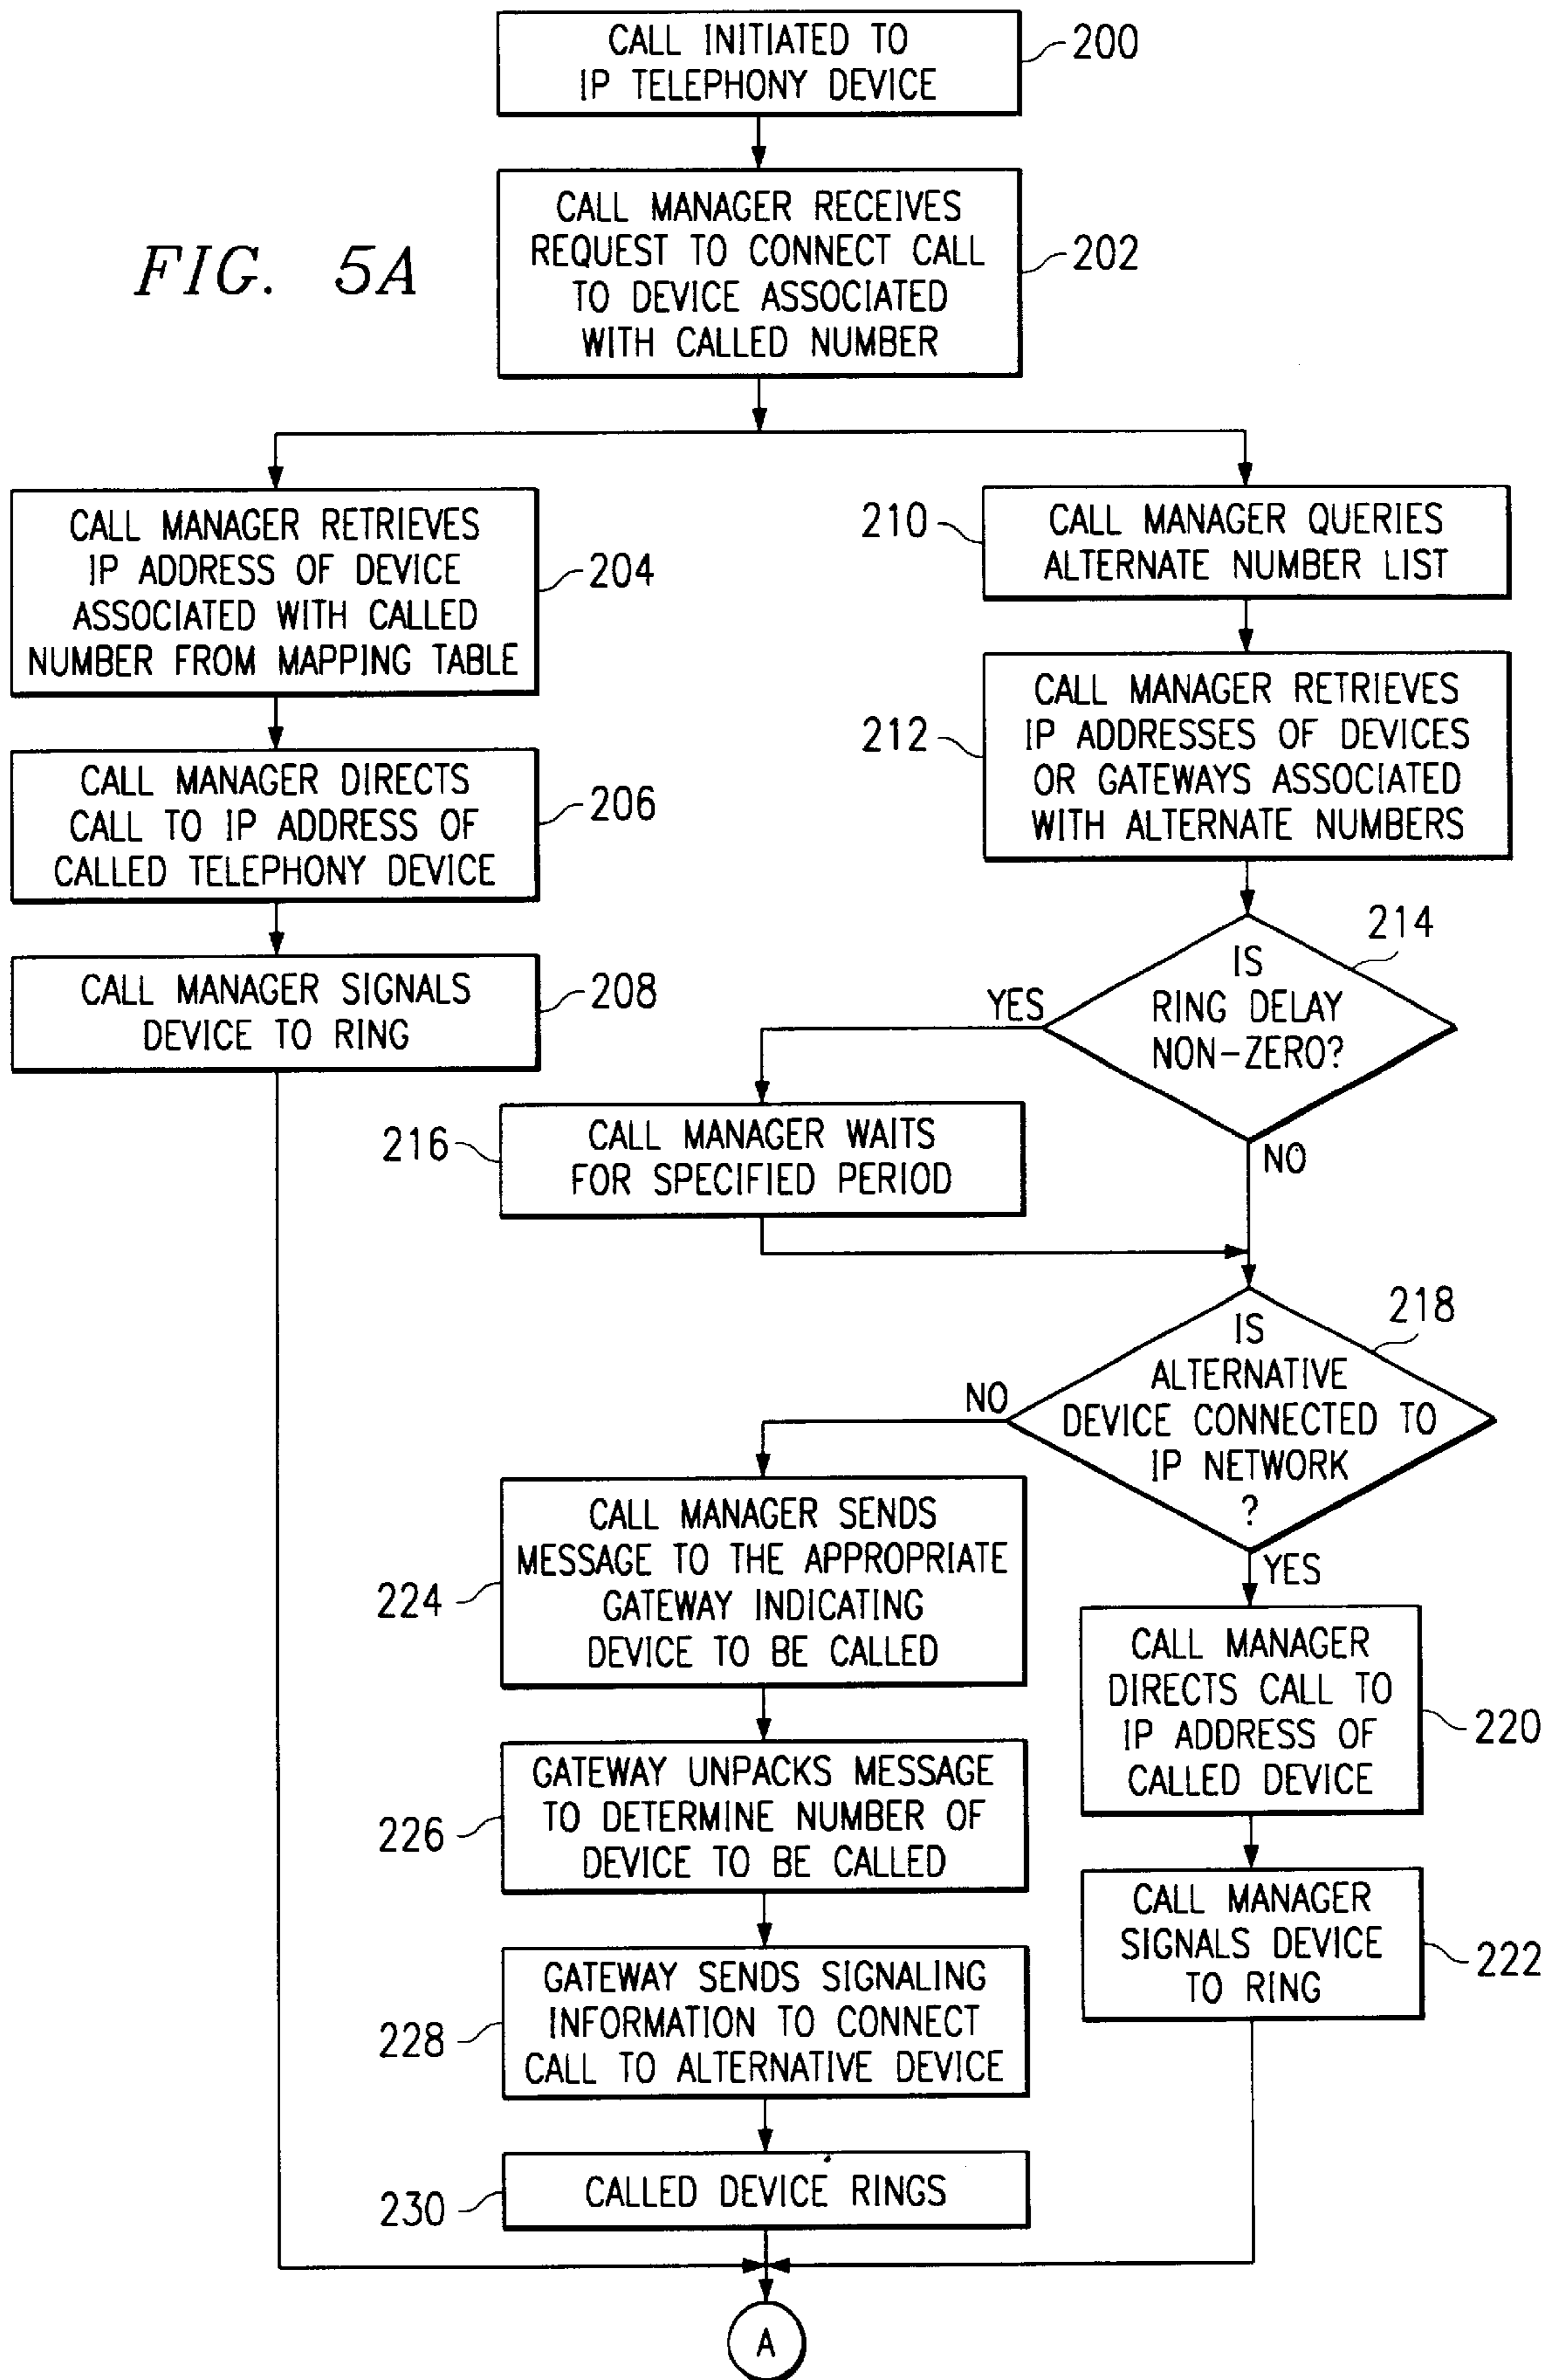 CALL INITIATED TO
IP TELEPHONY DEVICE
200
CALL MANAGER RECEIVES
REQUEST TO CONNECT CALL
TO DEVICE ASSOCIATED
WITH CALLED NUMBER
202
FIG. 5A
CALL MANAGER RETRIEVES
IP ADDRESS OF DEVICE
ASSOCIATED WITH CALLED
NUMBER FROM MAPPING TABLE
204
CALL MANAGER DIRECTS
CALL TO IP ADDRESS OF
CALLED TELEPHONY DEVICE
206
CALL MANAGER SIGNALS
DEVICE TO RING
208
210
CALL MANAGER QUERIES
ALTERNATE NUMBER LIST
212
CALL MANAGER RETRIEVES
IP ADDRESSES OF DEVICES
OR GATEWAYS ASSOCIATED
WITH ALTERNATE NUMBERS
214
IS
RING DELAY
NON-ZERO?
YES
NO
216
CALL MANAGER WAITS
FOR SPECIFIED PERIOD
218
IS
ALTERNATIVE
DEVICE CONNECTED TO
IP NETWORK
?
NO
YES
224
CALL MANAGER SENDS
MESSAGE TO THE APPROPRIATE
GATEWAY INDICATING
DEVICE TO BE CALLED
226
GATEWAY UNPACKS MESSAGE
TO DETERMINE NUMBER OF
DEVICE TO BE CALLED
228
GATEWAY SENDS SIGNALING
INFORMATION TO CONNECT
CALL TO ALTERNATIVE DEVICE
230
CALLED DEVICE RINGS
CALL MANAGER
DIRECTS CALL TO
IP ADDRESS OF
CALLED DEVICE
220
CALL MANAGER
SIGNALS DEVICE
TO RING
222
A